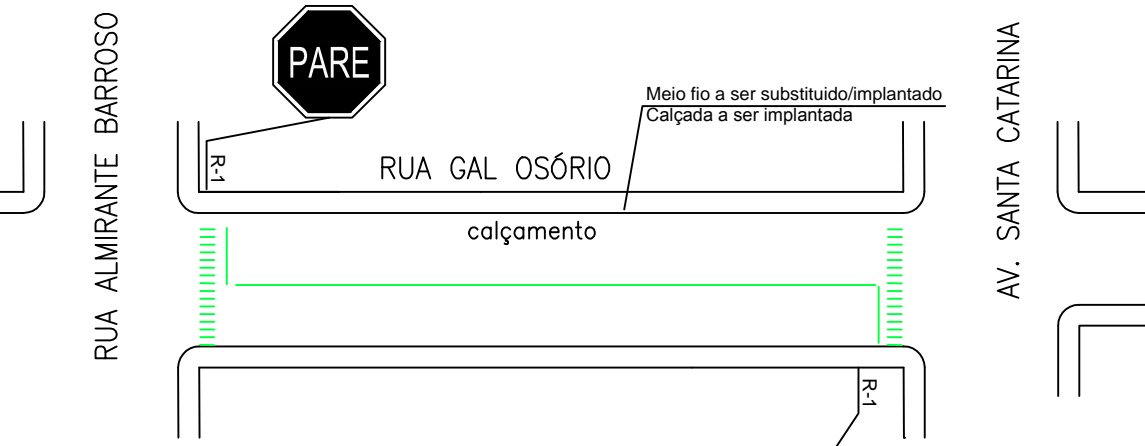 RUA ALMIRANTE BARROSO
PARE
R-1
RUA GAL OSÓRIO
Meio fio a ser substituido/implantado
Calçada a ser implantada
calçamento
AV. SANTA CATARINA
R-1